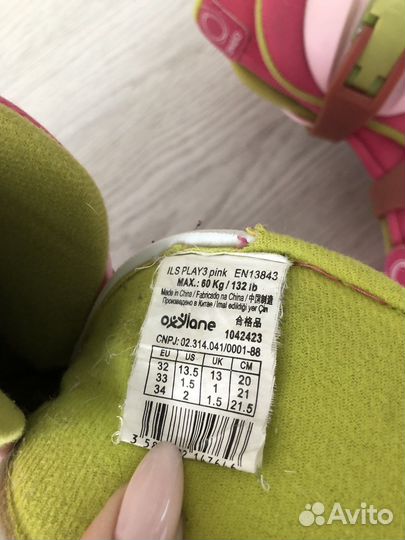 ILS PLAY3 pink EN13843
MAX.: 60 Kg / 132 lb
Made in China / Fabricado na China / 中国制造
Произведено в Китае / İmal edildiği yer Çin
oxylane 合格品
1042423
CNPJ: 02.314.041/0001-88
EU US UK CM
32 13.5 13 20
33 1.5 1 21
34 2 1.5 21.5
Avito